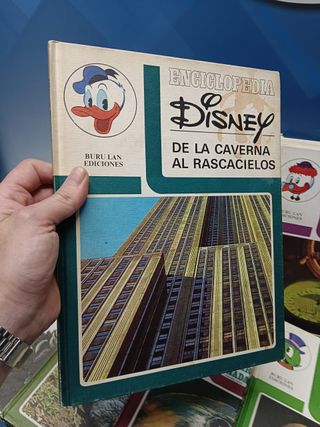 ENCICLOPEDIA
DISNEY
DE LA CAVERNA
AL RASCACIELOS
BURU LAN
EDICIONES
BURU LAN
EDICIONES